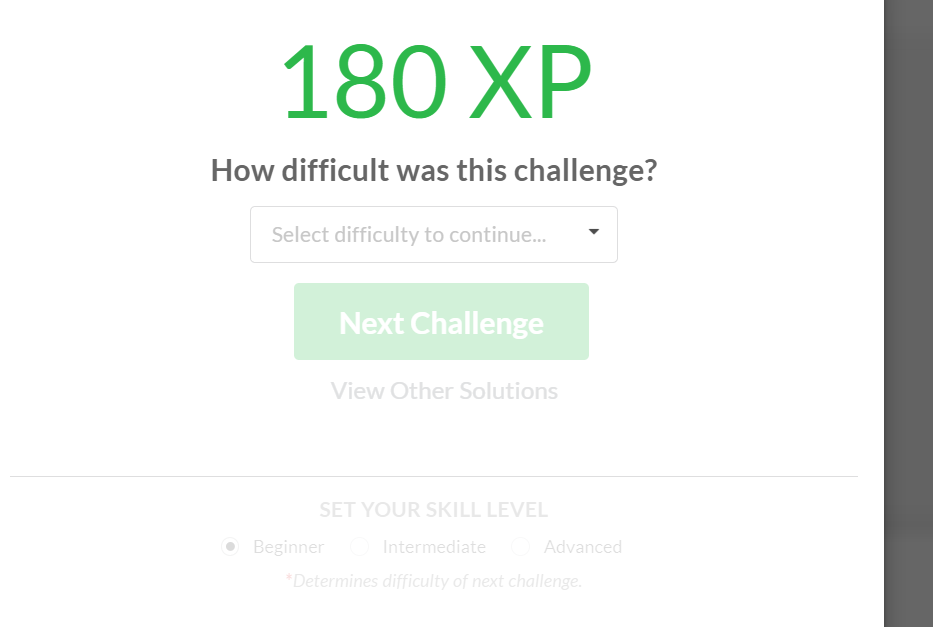 180 XP
How difficult was this challenge?
Select difficulty to continue...
Next Challenge
View Other Solutions
SET YOUR SKILL LEVEL
Beginner Intermediate Advanced
*Determines difficulty of next challenge.